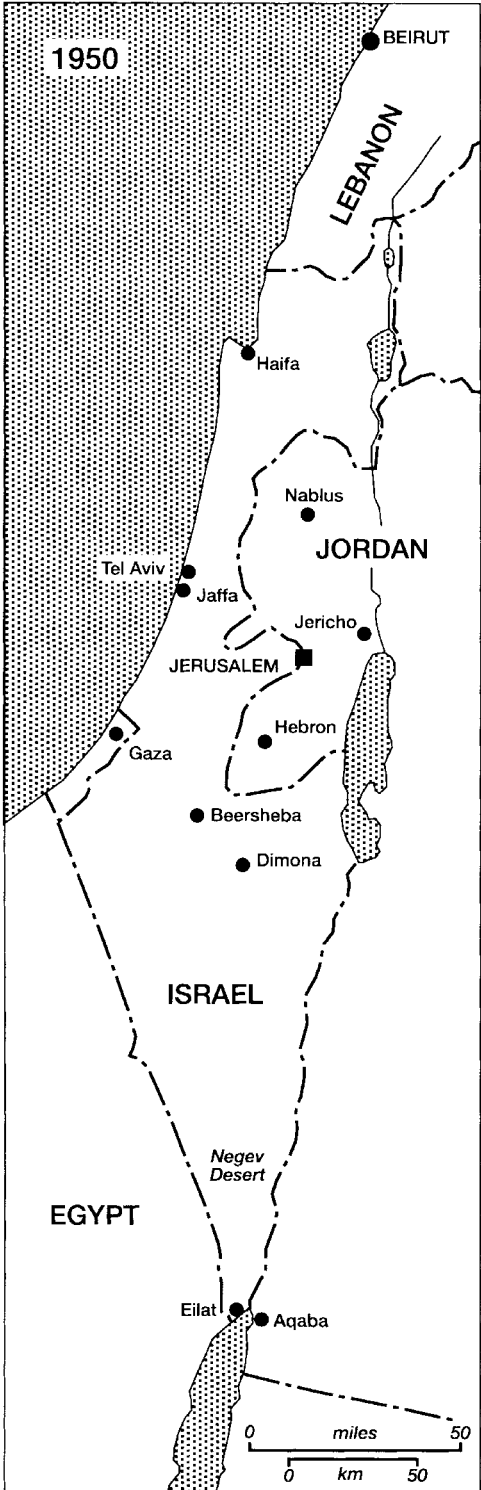 1950
BEIRUT
LEBANON
Haifa
Nablus
JORDAN
Tel Aviv
Jaffa
Jericho
JERUSALEM
Hebron
Gaza
Beersheba
Dimona
ISRAEL
Negev
Desert
EGYPT
Eilat
Aqaba
0 miles 50
0 km 50